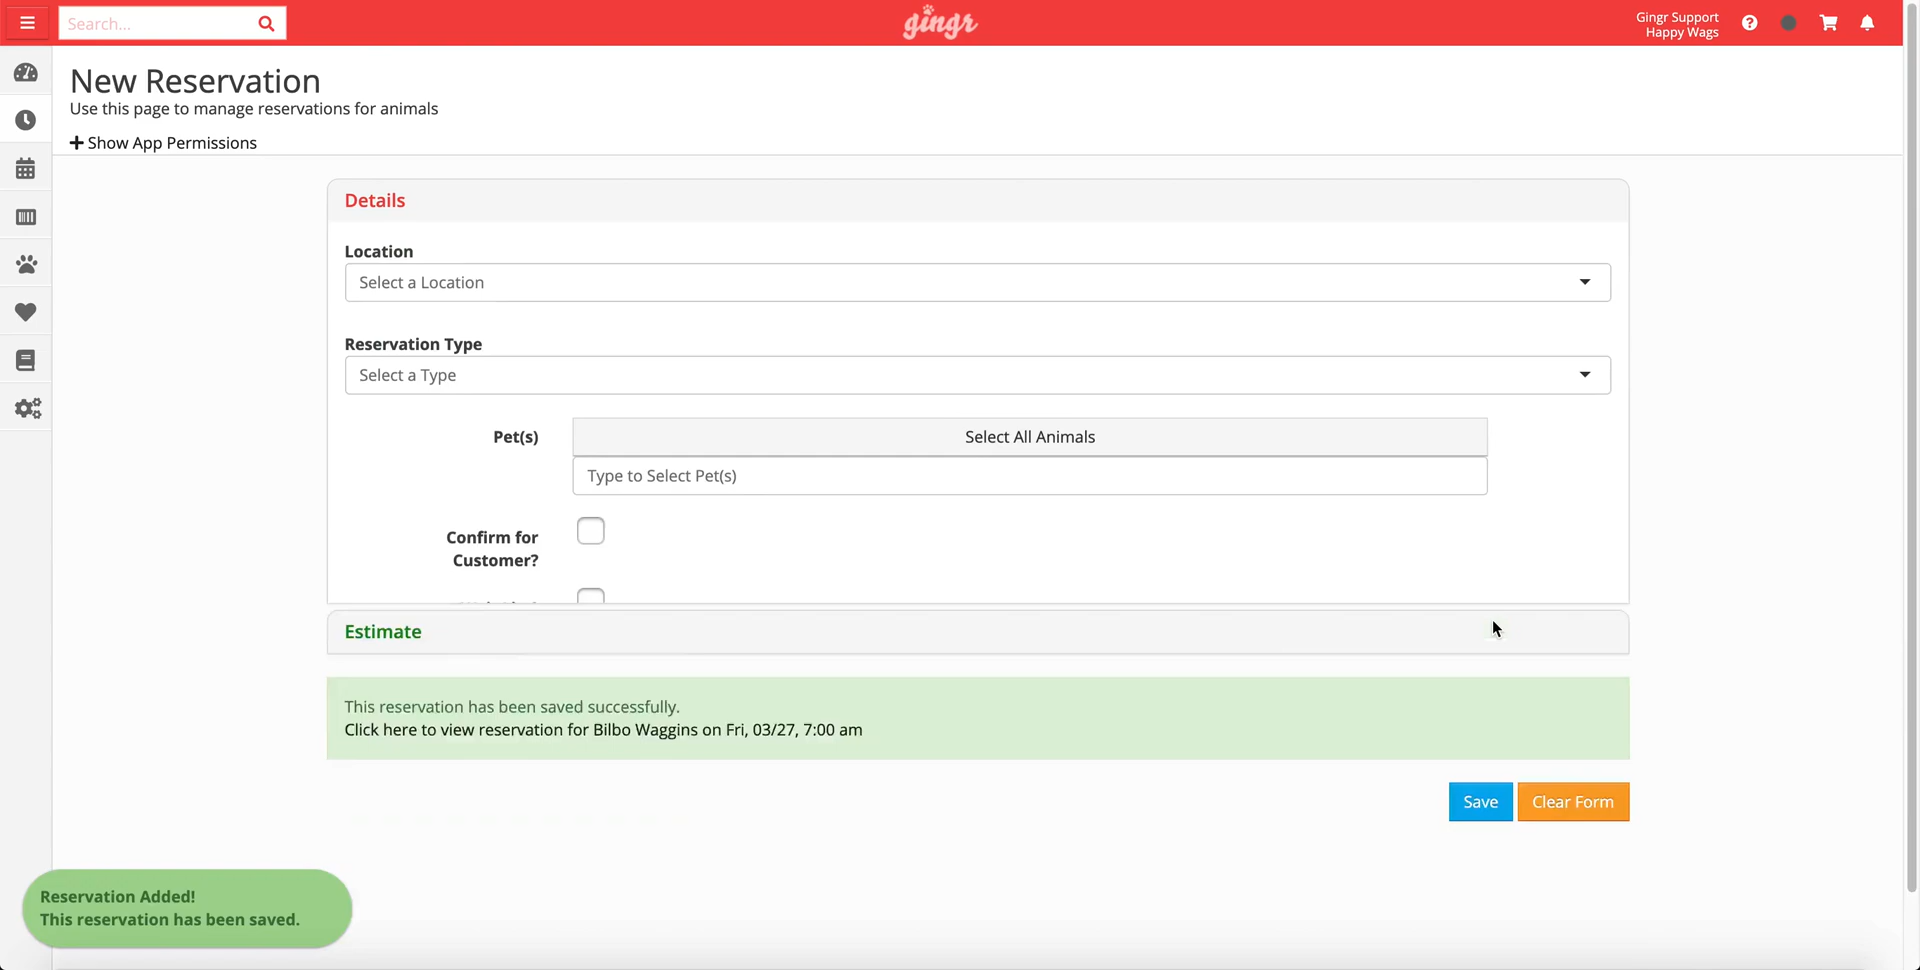 Search...
gingr
Gingr Support
Happy Wags
New Reservation
Use this page to manage reservations for animals
Show App Permissions
Details
Location
Select a Location
Reservation Type
Select a Type
Pet(s)
Select All Animals
Type to Select Pet(s)
Confirm for
Customer?
Estimate
This reservation has been saved successfully.
Click here to view reservation for Bilbo Waggins on Fri, 03/27, 7:00 am
Save
Clear Form
Reservation Added!
This reservation has been saved.